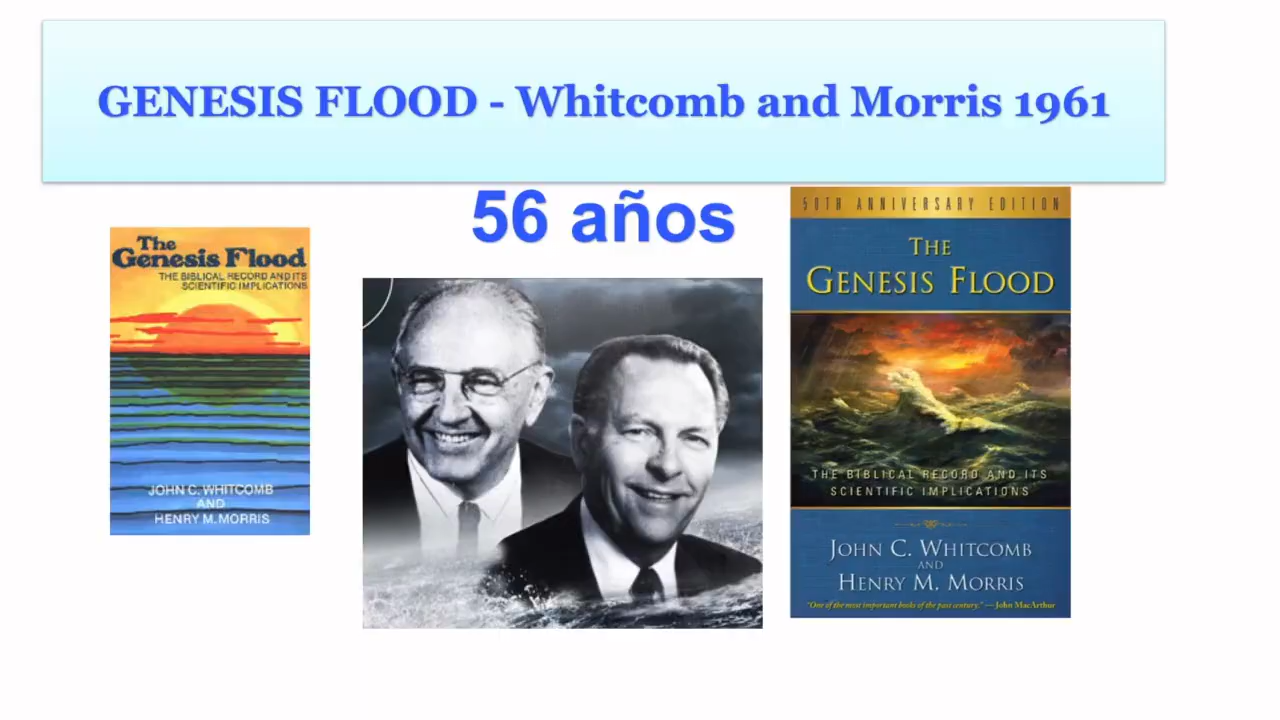 GENESIS FLOOD - Whitcomb and Morris 1961
56 años
The
Genesis Flood
THE BIBLICAL RECORD AND ITS
SCIENTIFIC IMPLICATIONS
JOHN C. WHITCOMB
AND
HENRY M. MORRIS
50TH ANNIVERSARY EDITION
THE
GENESIS FLOOD
THE BIBLICAL RECORD AND ITS
SCIENTIFIC IMPLICATIONS
JOHN C. WHITCOMB
AND
HENRY M. MORRIS
"One of the most important books of the past century." — John MacArthur